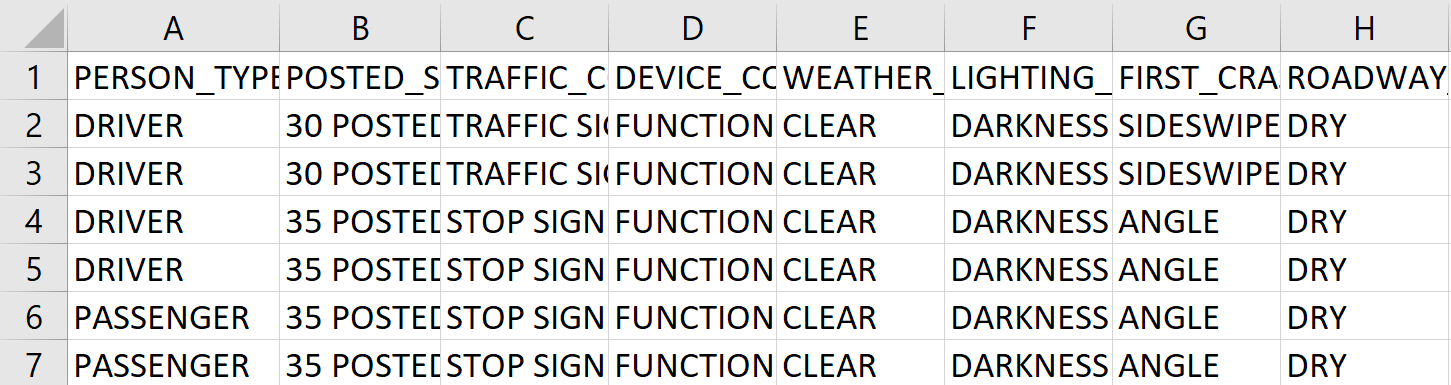 A B C D E F G H
1 PERSON_TYPE POSTED_S TRAFFIC_C DEVICE_CO WEATHER_ LIGHTING_ FIRST_CRA ROADWAY_
2 DRIVER 30 POSTED TRAFFIC SIG FUNCTION CLEAR DARKNESS SIDESWIPE DRY
3 DRIVER 30 POSTED TRAFFIC SIG FUNCTION CLEAR DARKNESS SIDESWIPE DRY
4 DRIVER 35 POSTED STOP SIGN FUNCTION CLEAR DARKNESS ANGLE DRY
5 DRIVER 35 POSTED STOP SIGN FUNCTION CLEAR DARKNESS ANGLE DRY
6 PASSENGER 35 POSTED STOP SIGN FUNCTION CLEAR DARKNESS ANGLE DRY
7 PASSENGER 35 POSTED STOP SIGN FUNCTION CLEAR DARKNESS ANGLE DRY